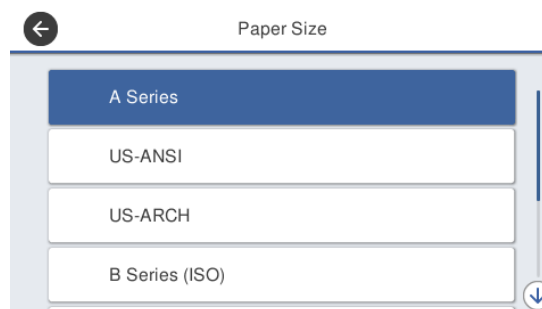 Paper Size
A Series
US-ANSI
US-ARCH
B Series (ISO)